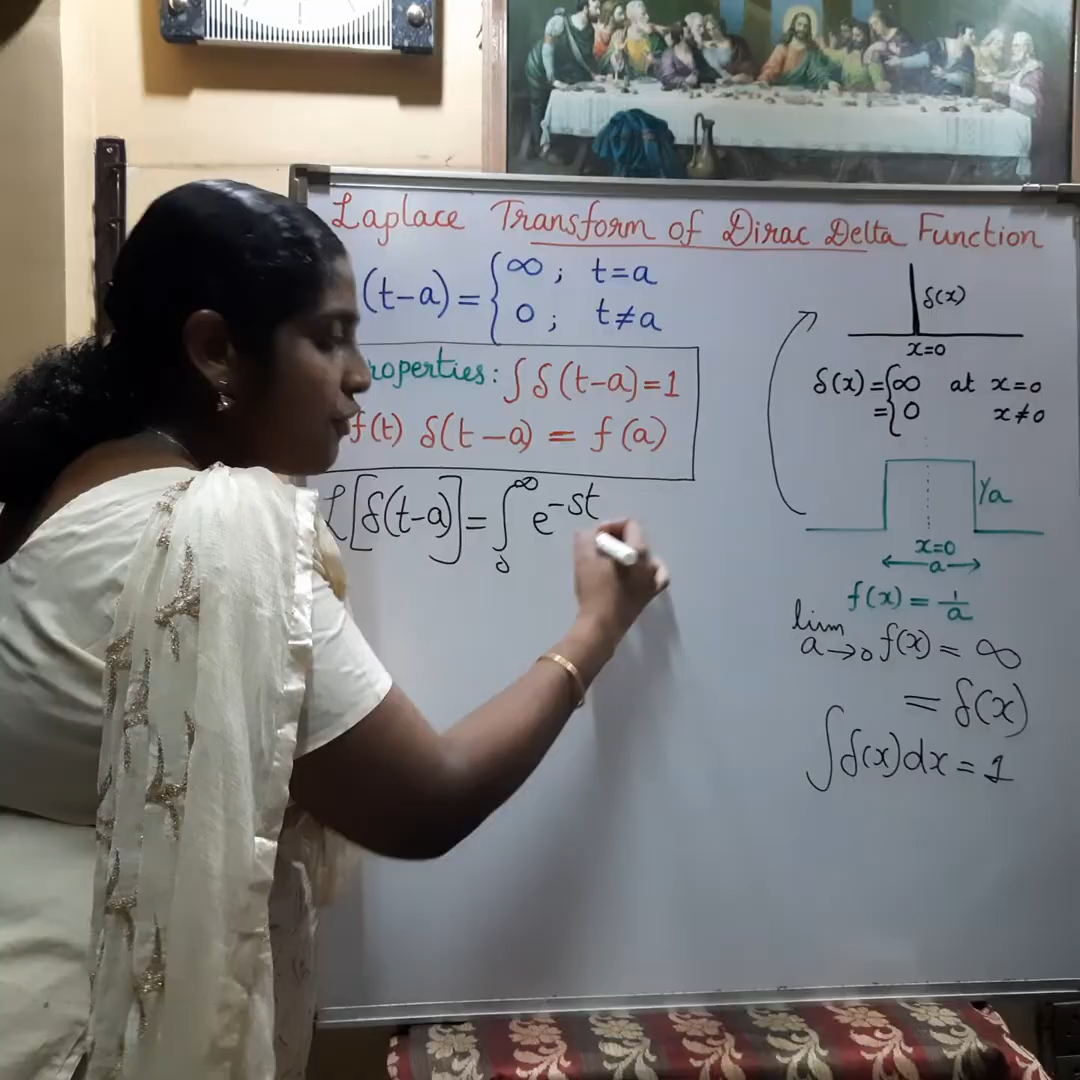 Laplace Transform of Dirac Delta Function
(t-a) = { ∞ ; t=a
0 ; t≠a
roperties: ∫ δ(t-a)=1
f(t) δ(t-a) = f(a)
L[δ(t-a)] = ∫₀^∞ e^-st
δ(x)
x=0
δ(x) = { ∞ at x=0
= { 0 x≠0
1/a
x=0
a
f(x) = 1/a
lim a→0 f(x) = ∞
= δ(x)
∫δ(x)dx = 1